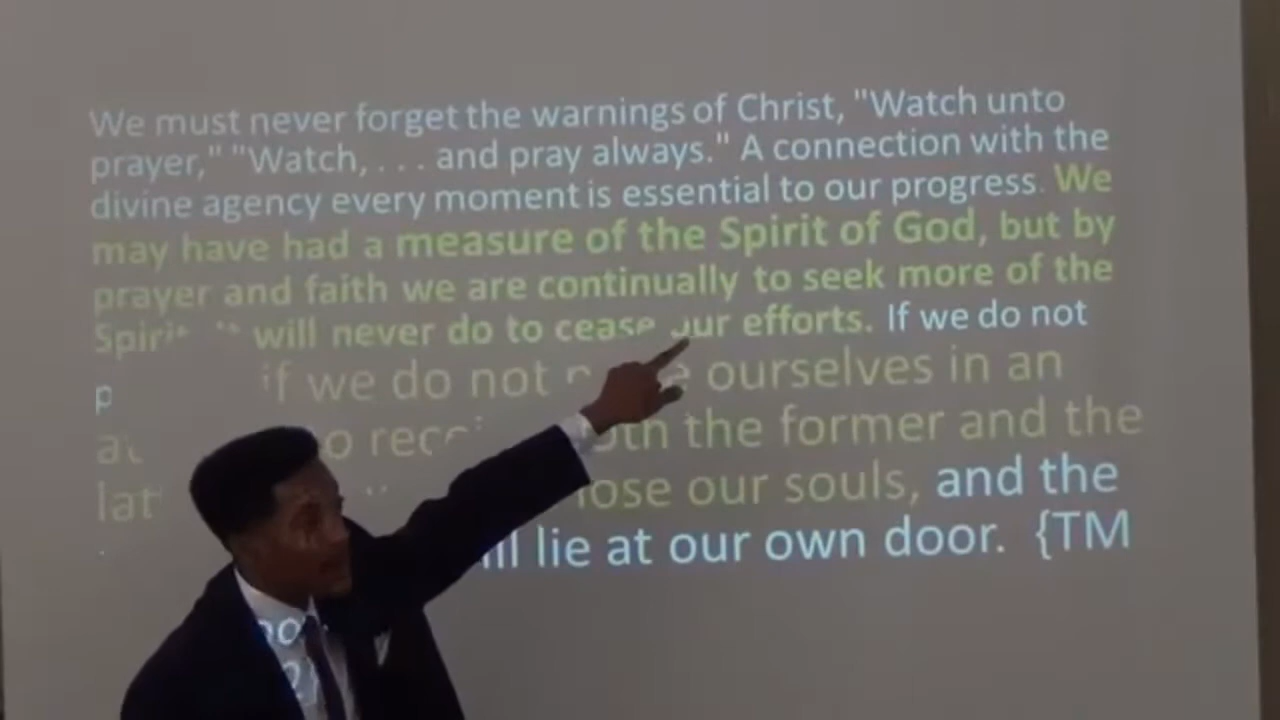 We must never forget the warnings of Christ, "Watch unto
prayer," "Watch, . . . and pray always." A connection with the
divine agency every moment is essential to our progress. We
may have had a measure of the Spirit of God, but by
prayer and faith we are continually to seek more of the
will never do to cease our efforts. If we do not
if we do not ourselves in an
the former and the
lose our souls, and the
lie at our own door. {TM